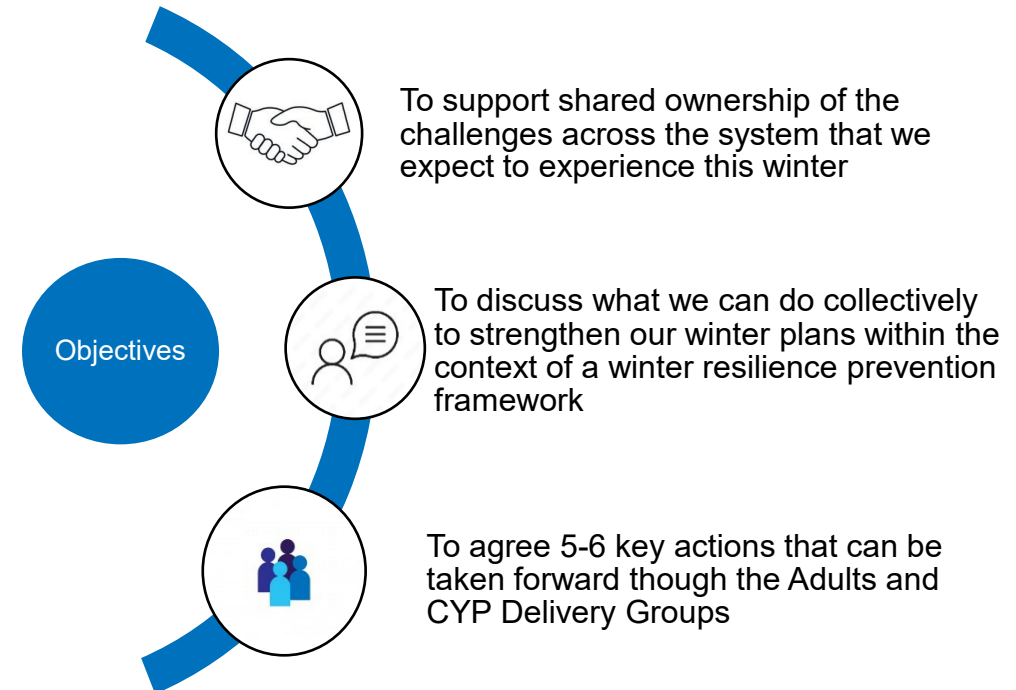 Objectives
To support shared ownership of the
challenges across the system that we
expect to experience this winter
To discuss what we can do collectively
to strengthen our winter plans within the
context of a winter resilience prevention
framework
To agree 5-6 key actions that can be
taken forward though the Adults and
CYP Delivery Groups